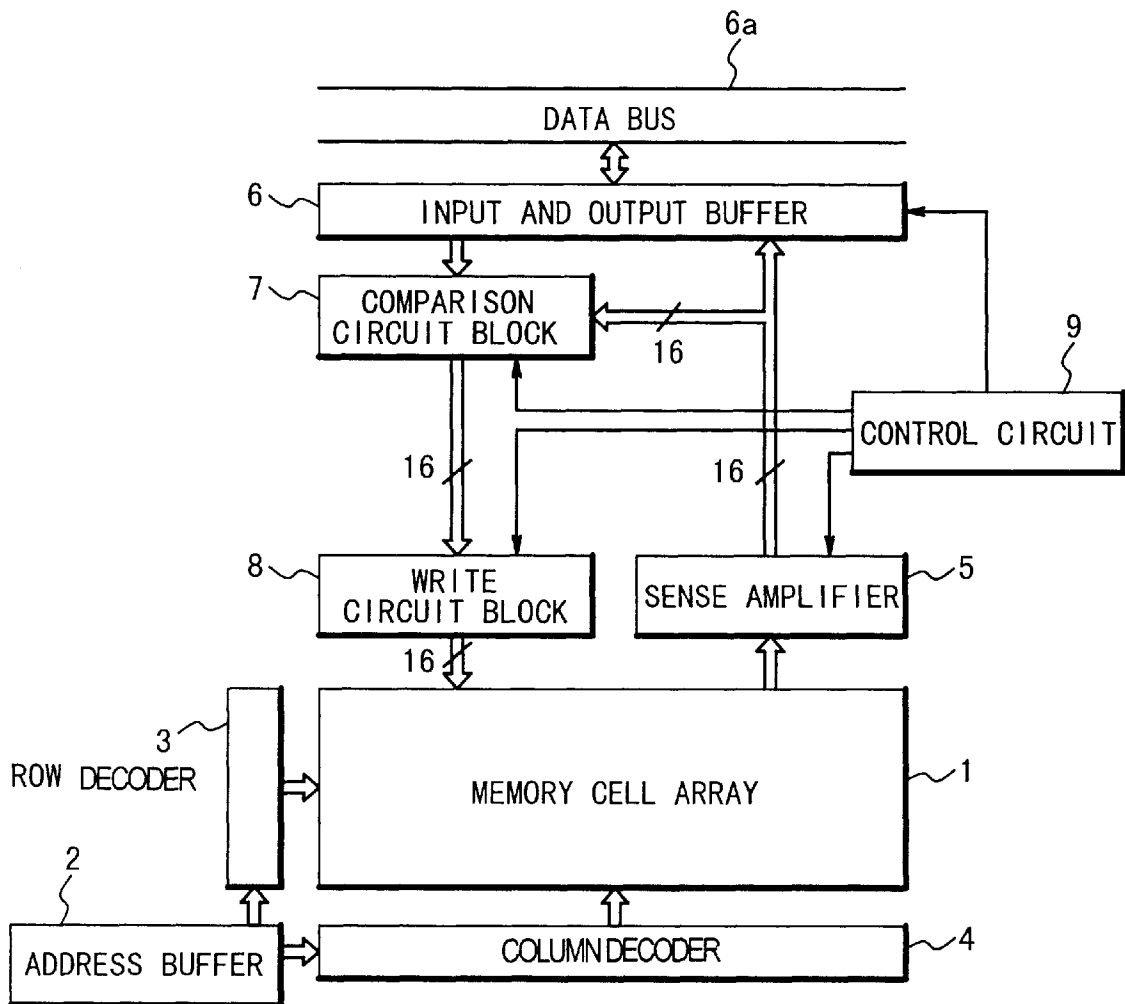 6a
DATA BUS
6
INPUT AND OUTPUT BUFFER
7
COMPARISON
CIRCUIT BLOCK
16
9
CONTROL CIRCUIT
16
16
8
WRITE
CIRCUIT BLOCK
5
SENSE AMPLIFIER
16
3
ROW DECODER
MEMORY CELL ARRAY
1
2
ADDRESS BUFFER
COLUMN DECODER
4